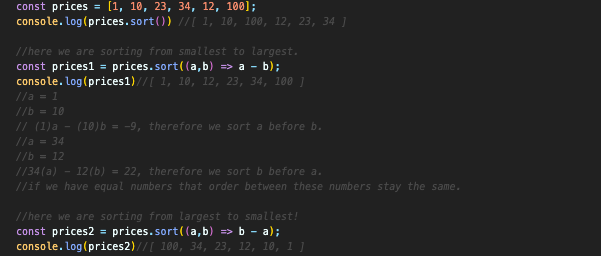 const prices = [1, 10, 23, 34, 12, 100];
console.log(prices.sort()) //[ 1, 10, 100, 12, 23, 34 ]
//here we are sorting from smallest to largest.
const prices1 = prices.sort((a,b) => a - b);
console.log(prices1)//[ 1, 10, 12, 23, 34, 100 ]
//a = 1
//b = 10
// (1)a - (10)b = -9, therefore we sort a before b.
//a = 34
//b = 12
//34(a) - 12(b) = 22, therefore we sort b before a.
//if we have equal numbers that order between these numbers stay the same.
//here we are sorting from largest to smallest!
const prices2 = prices.sort((a,b) => b - a);
console.log(prices2)//[ 100, 34, 23, 12, 10, 1 ]